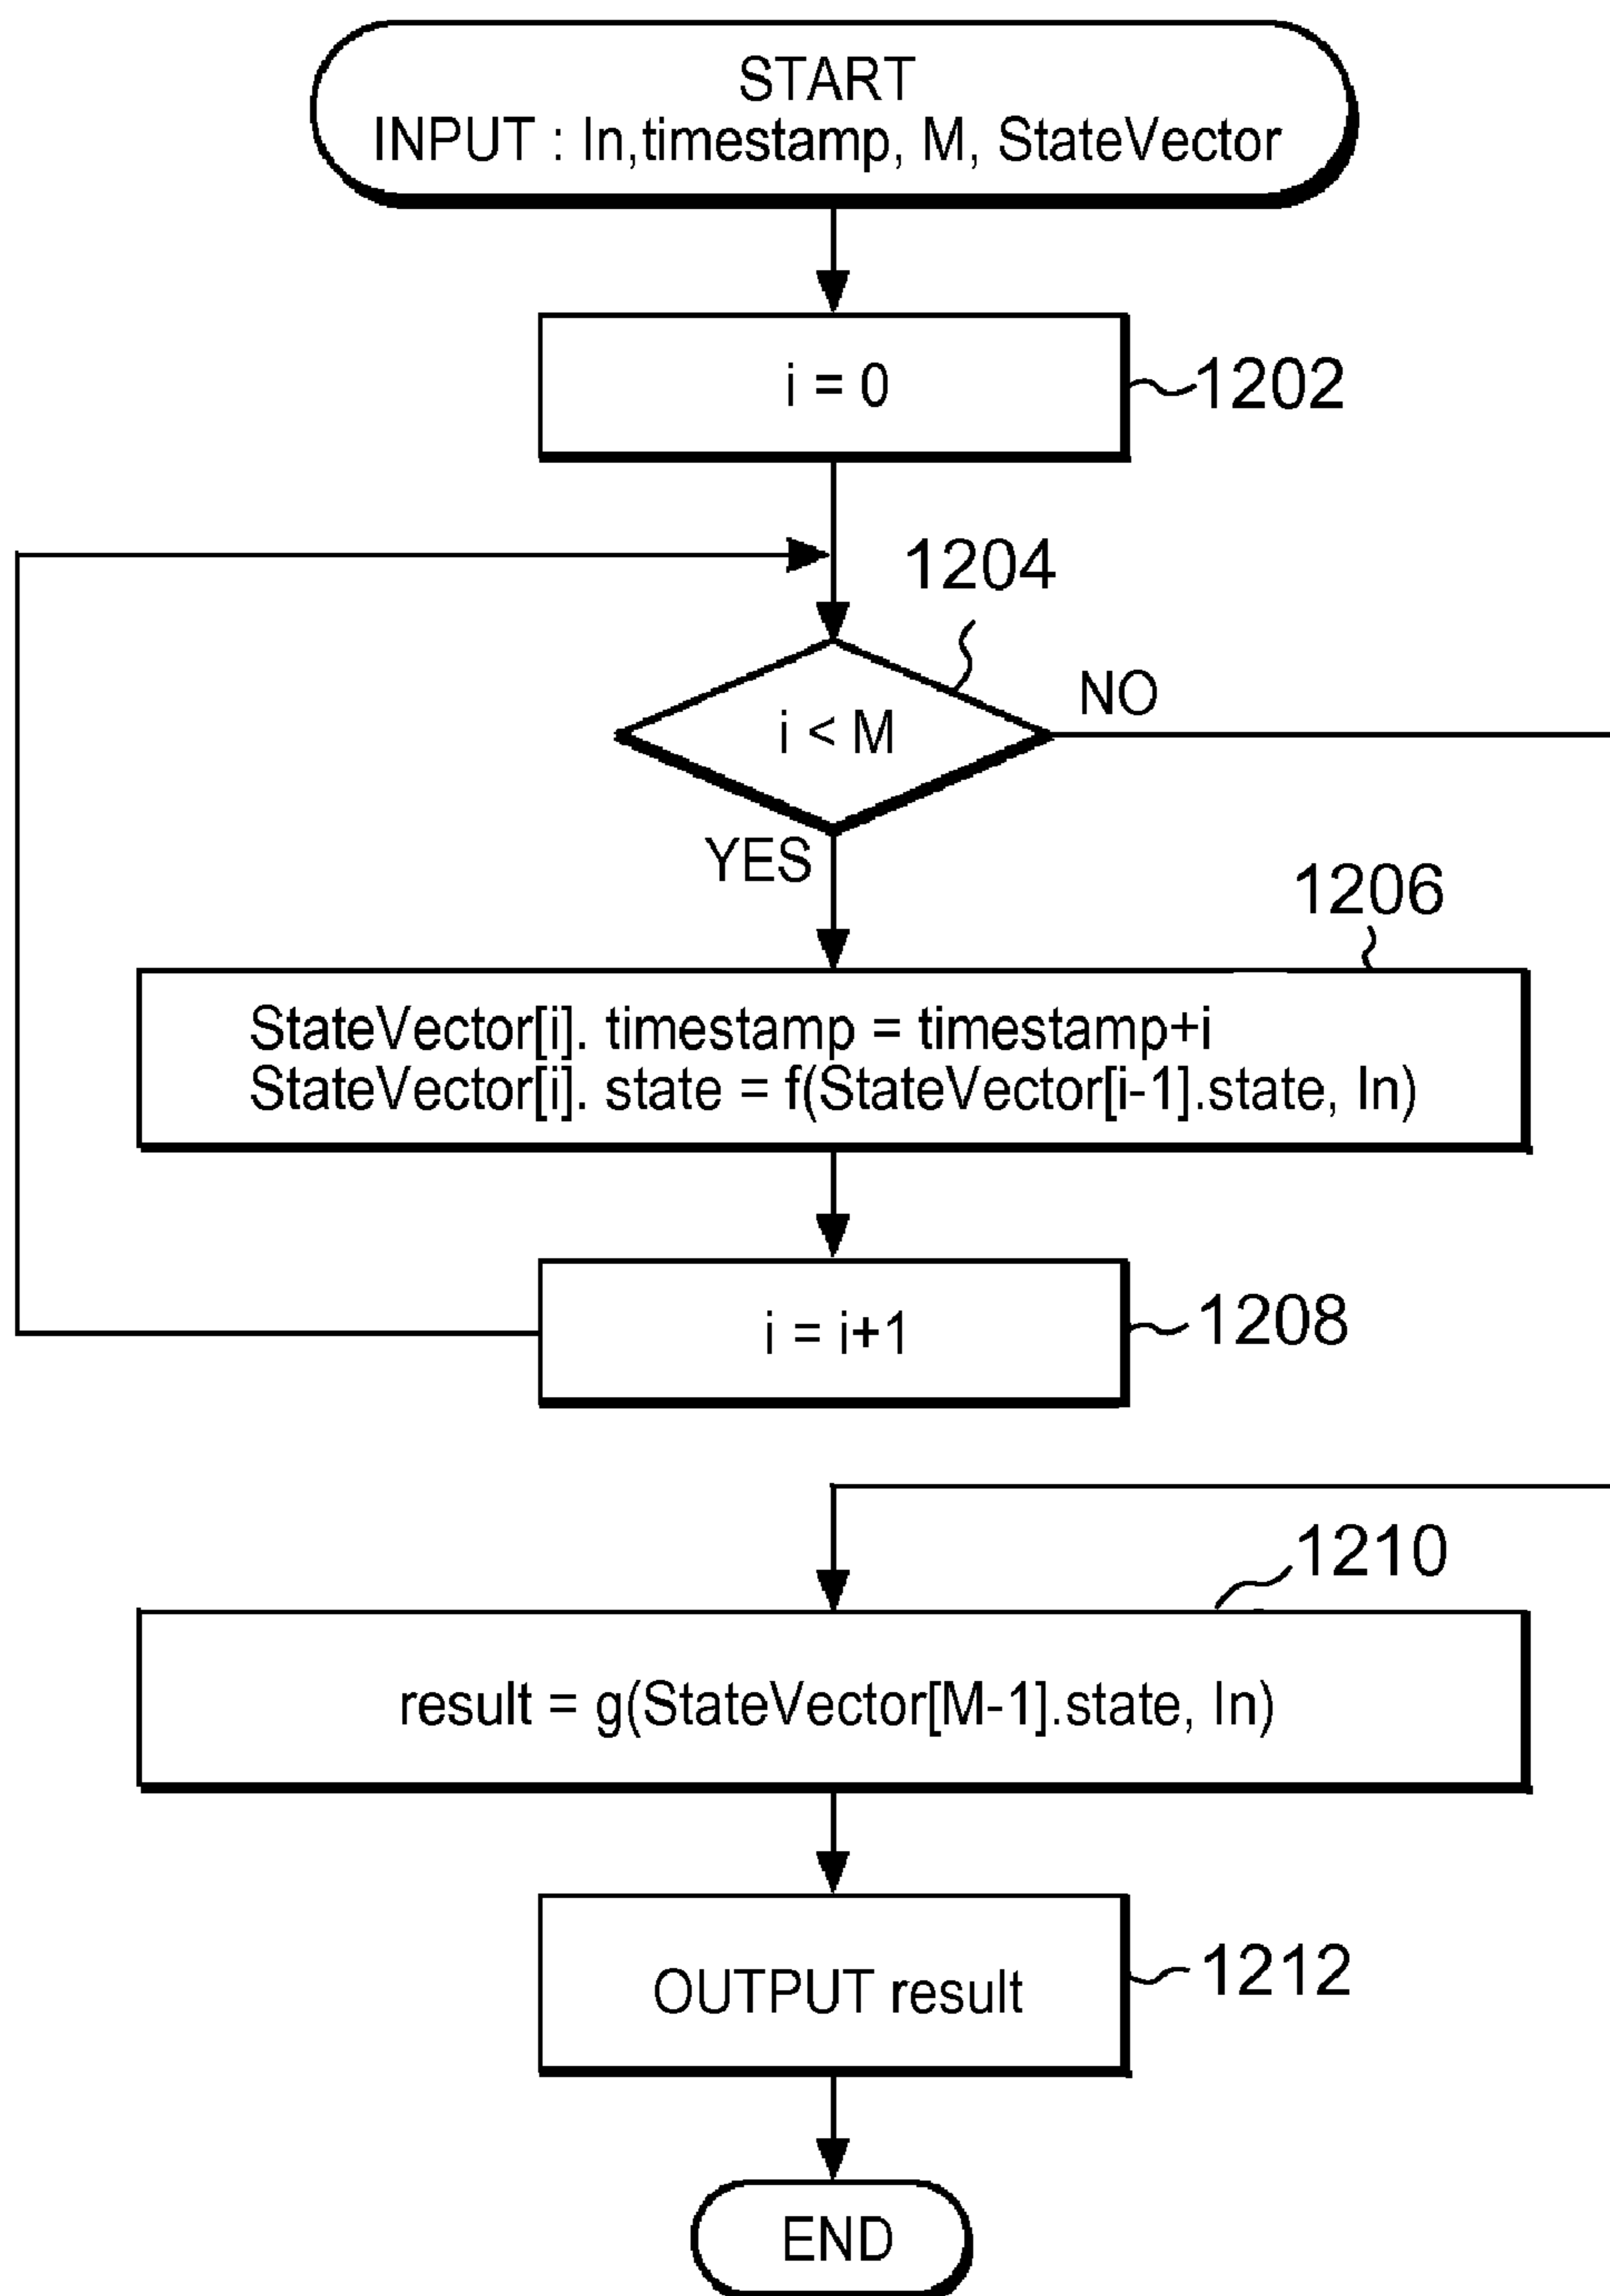 START
INPUT : In,timestamp, M, StateVector
i = 0
1202
1204
i < M
NO
YES
1206
StateVector[i]. timestamp = timestamp+i
StateVector[i]. state = f(StateVector[i-1].state, In)
i = i+1
1208
1210
result = g(StateVector[M-1].state, In)
OUTPUT result
1212
END